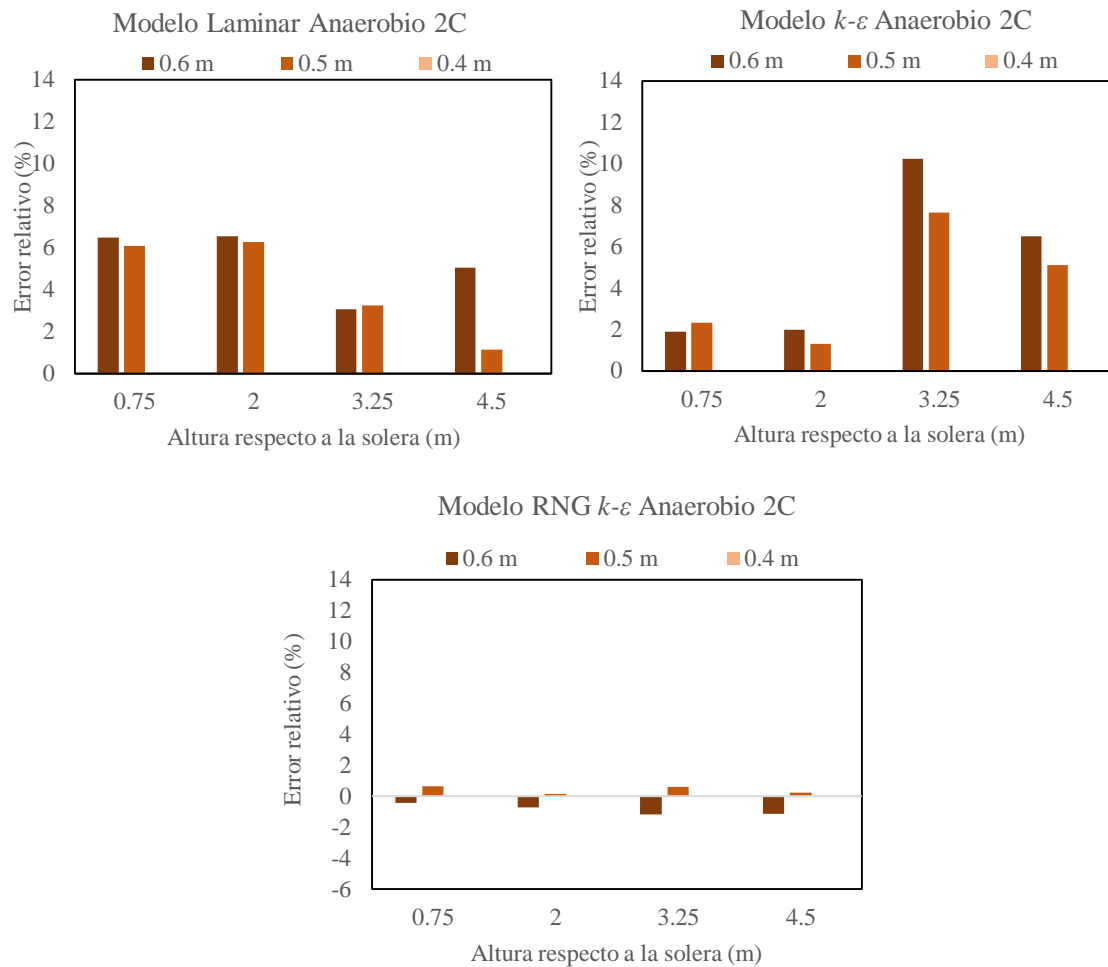 Modelo Laminar Anaerobio 2C
0.6 m 0.5 m 0.4 m
14
12
10
8
6
4
2
0
Error relativo (%)
0.75 2 3.25 4.5
Altura respecto a la solera (m)
Modelo k-ε Anaerobio 2C
0.6 m 0.5 m 0.4 m
14
12
10
8
6
4
2
0
Error relativo (%)
0.75 2 3.25 4.5
Altura respecto a la solera (m)
Modelo RNG k-ε Anaerobio 2C
0.6 m 0.5 m 0.4 m
14
12
10
8
6
4
2
0
-2
-4
-6
Error relativo (%)
0.75 2 3.25 4.5
Altura respecto a la solera (m)